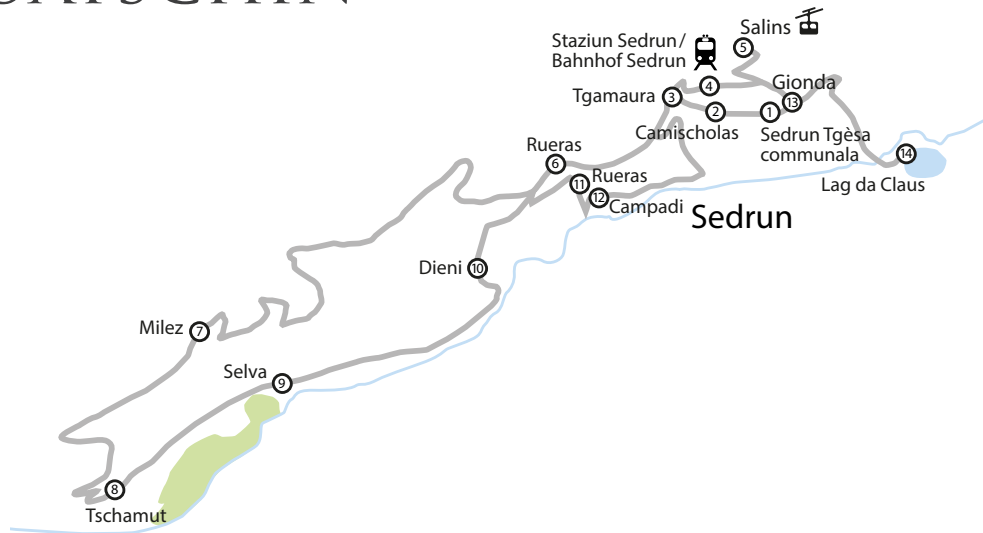 Salins
5
Staziun Sedrun/
Bahnhof Sedrun
4
Gionda
13
Tgamaura
3
2
1
Camischolas
Sedrun Tgèsa
communala
14
Lag da Claus
Rueras
6
11
Rueras
12
Campadi
Sedrun
Dieni
10
Milez
7
Selva
9
8
Tschamut